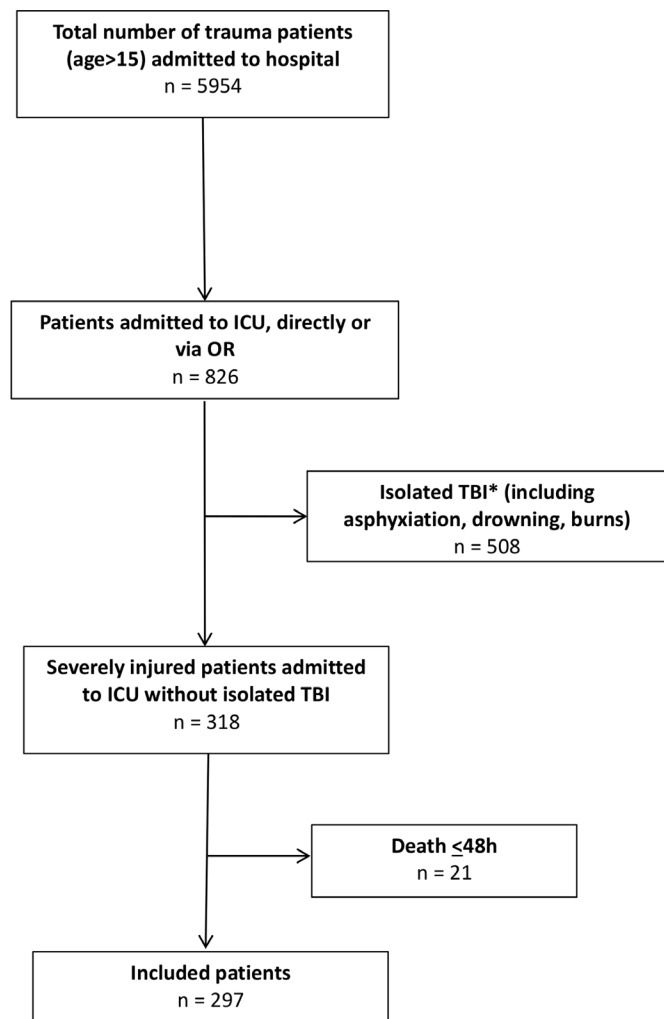 Total number of trauma patients
(age>15) admitted to hospital
n = 5954
Patients admitted to ICU, directly or
via OR
n = 826
Isolated TBI* (including
asphyxiation, drowning, burns)
n = 508
Severely injured patients admitted
to ICU without isolated TBI
n = 318
Death ≤48h
n = 21
Included patients
n = 297